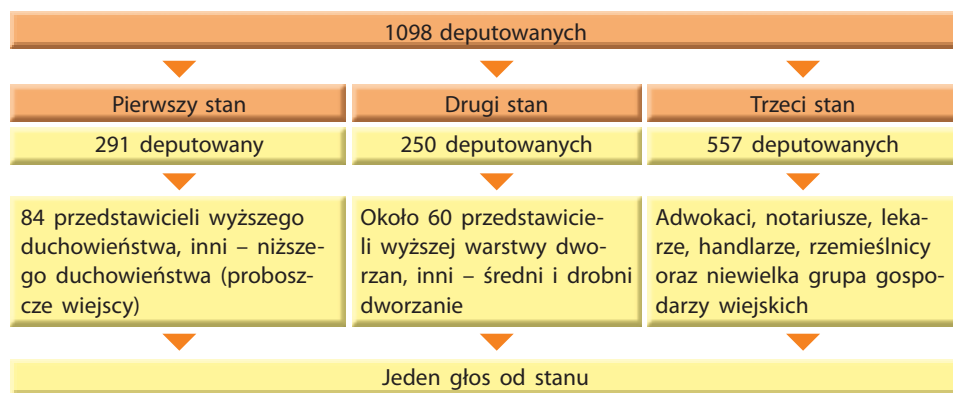 1098 deputowanych
Pierwszy stan
Drugi stan
Trzeci stan
291 deputowany
250 deputowanych
557 deputowanych
84 przedstawicieli wyższego
duchowieństwa, inni – niższe-
go duchowieństwa (probosz-
cze wiejscy)
Około 60 przedstawicie-
li wyższej warstwy dwo-
rzan, inni – średni i drobni
dworzanie
Adwokaci, notariusze, leka-
rze, handlarze, rzemieślnicy
oraz niewielka grupa gospo-
darzy wiejskich
Jeden głos od stanu